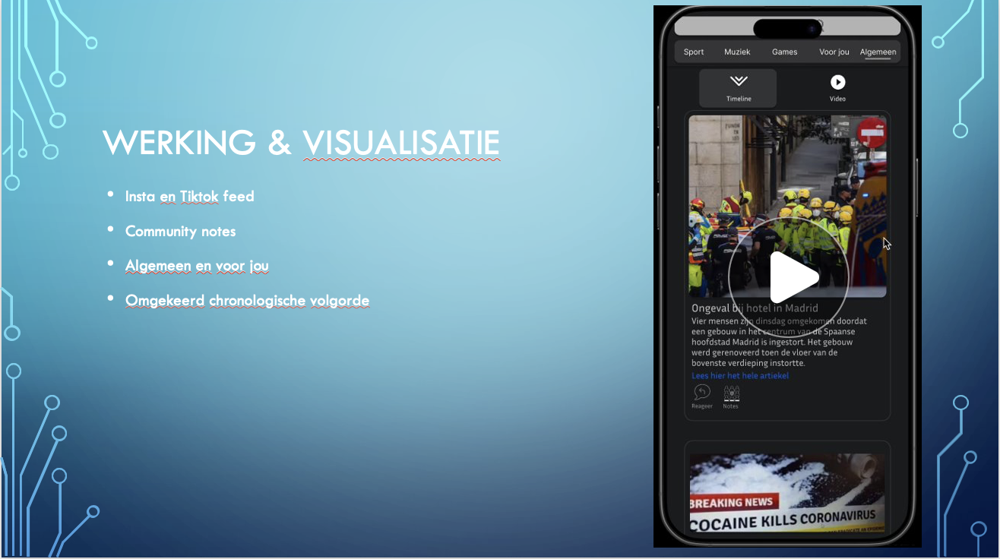 WERKING & VISUALISATIE
Insta en Tiktok feed
Community notes
Algemeen en voor jou
Omgekeerd chronologische volgorde
Sport Muziek Games Voor jou Algemeen
Timeline Video
Ongeval bij hotel in Madrid
Vier mensen zijn dinsdag omgekomen doordat
een gebouw in het centrum van de Spaanse
hoofdstad Madrid is ingestort. Het gebouw
werd gerenoveerd toen de vloer van de
bovenste verdieping instortte.
Lees hier het hele artiekel
Reageer Notes
BREAKING NEWS
COCAINE KILLS CORONAVIRUS